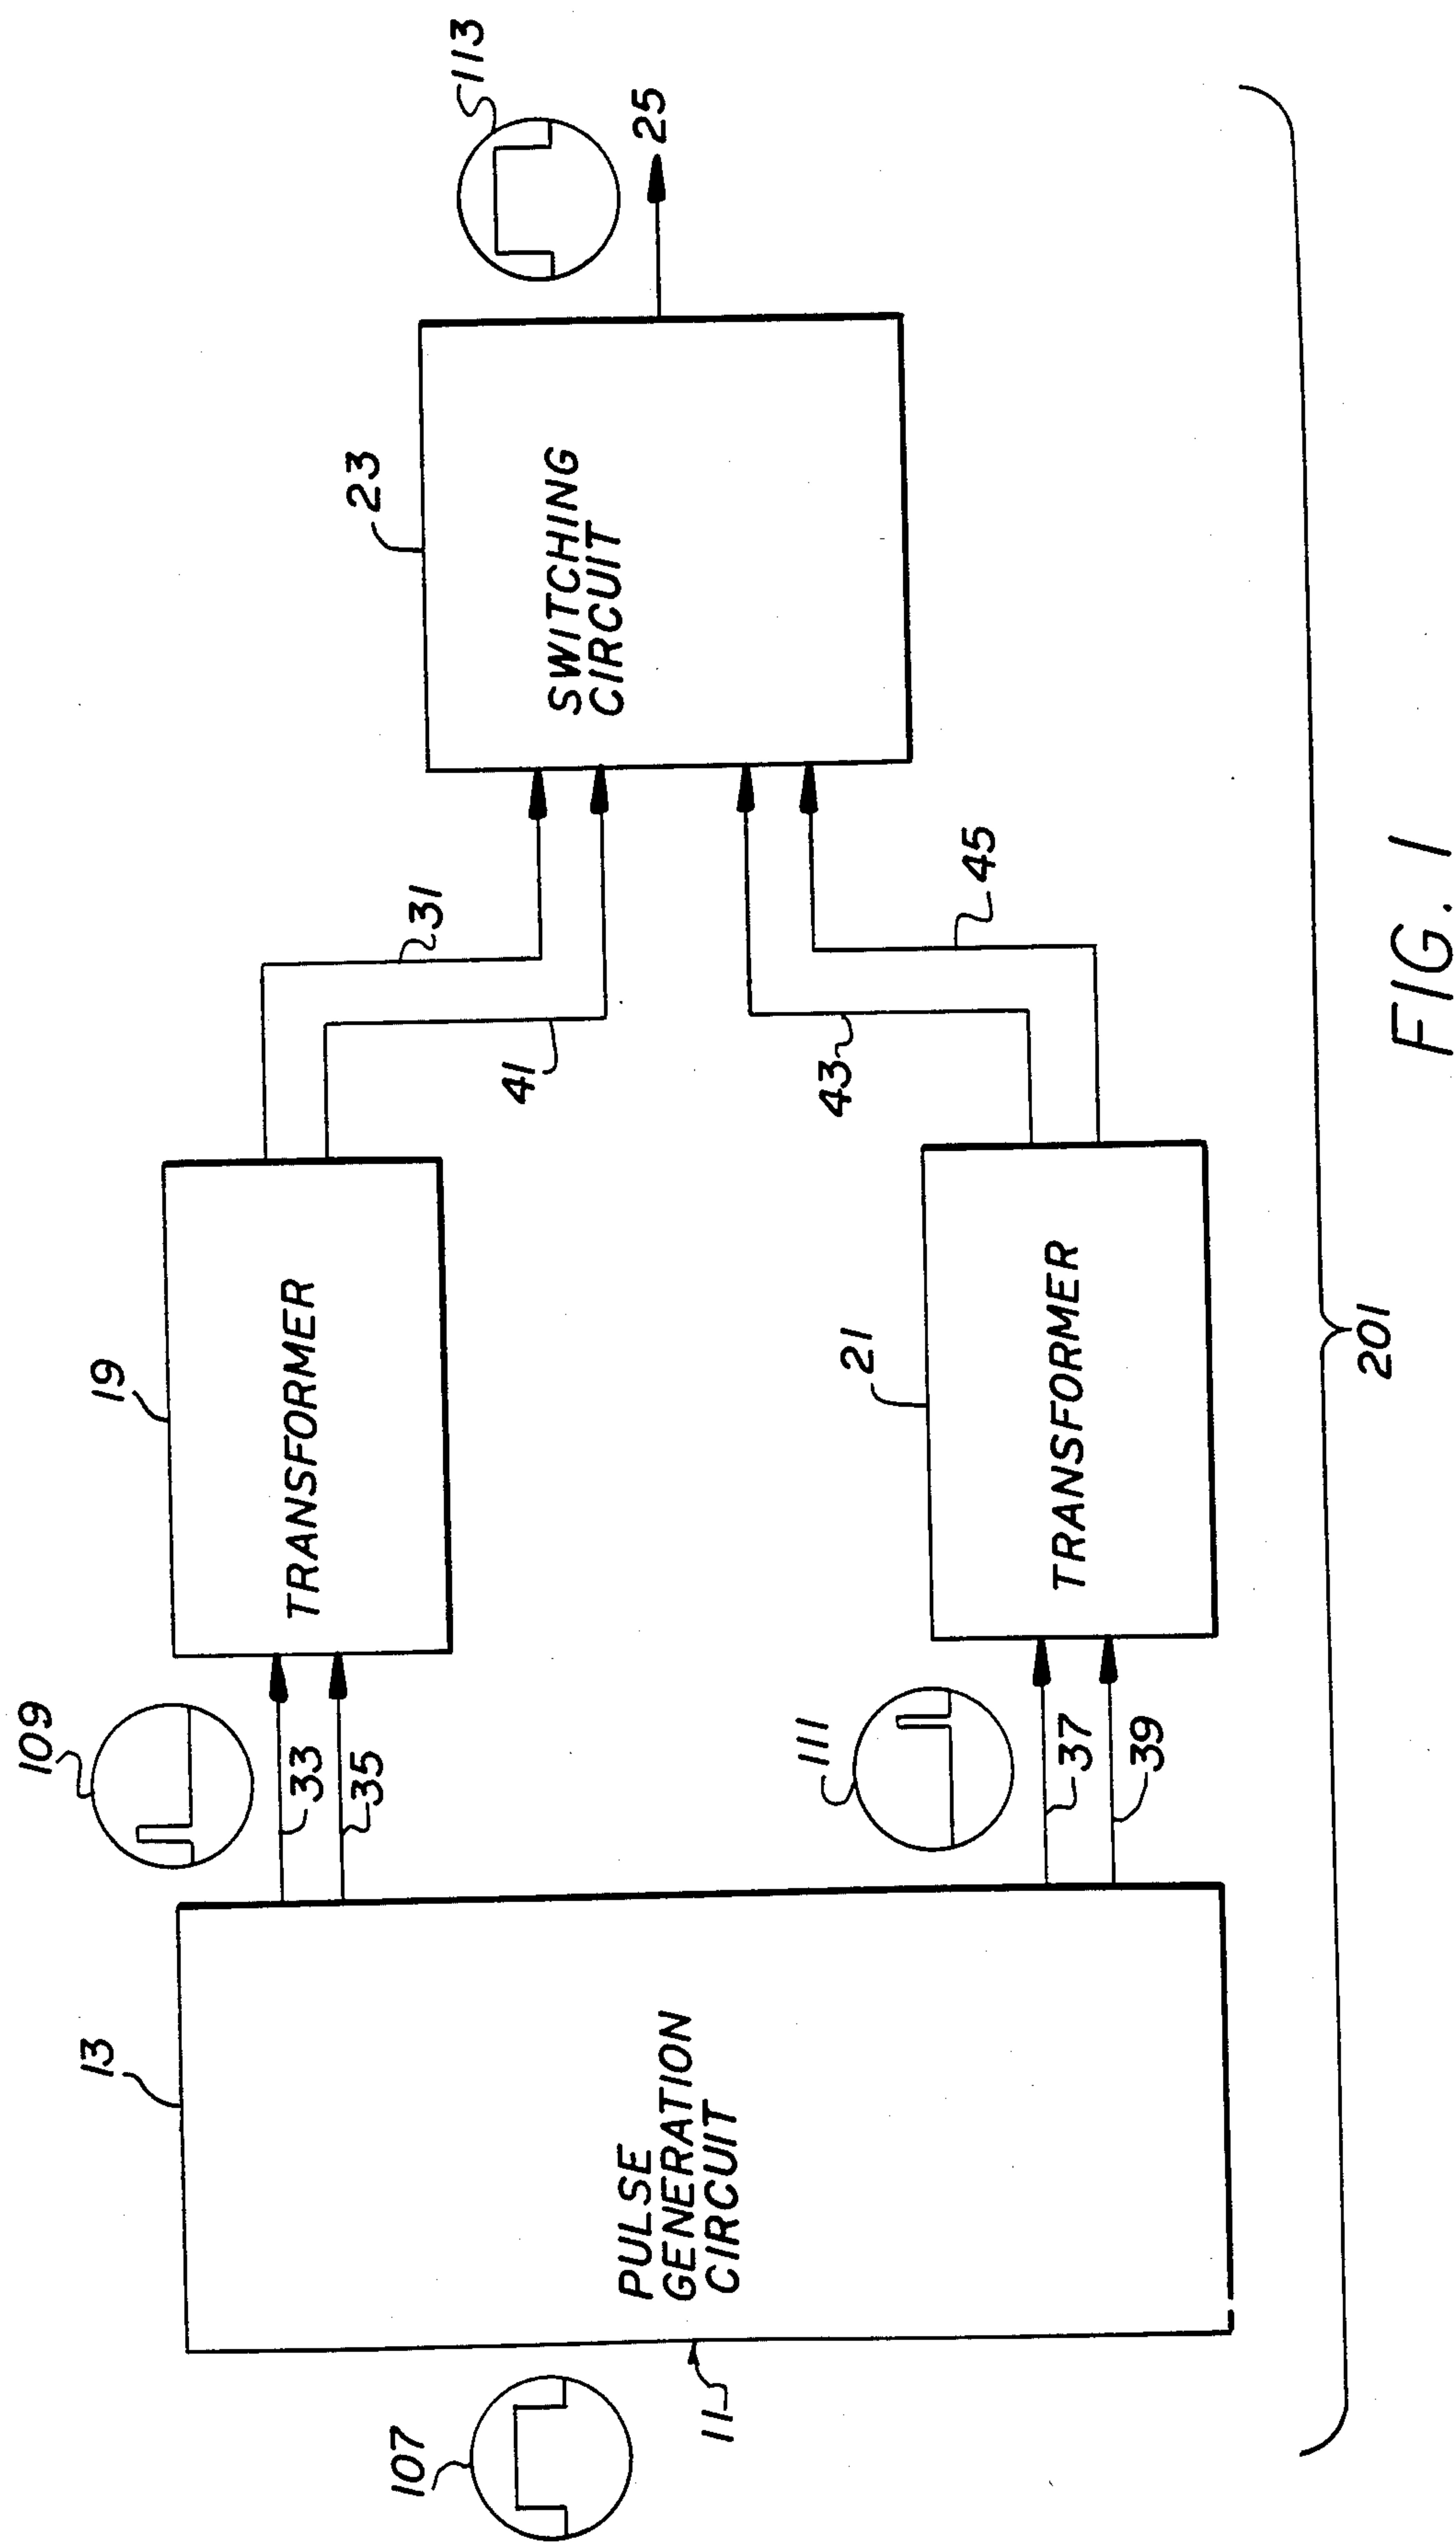 107
11
13
PULSE
GENERATION
CIRCUIT
109
33
35
111
37
39
19
TRANSFORMER
21
TRANSFORMER
31
41
43
45
23
SWITCHING
CIRCUIT
113
25
201
FIG. 1